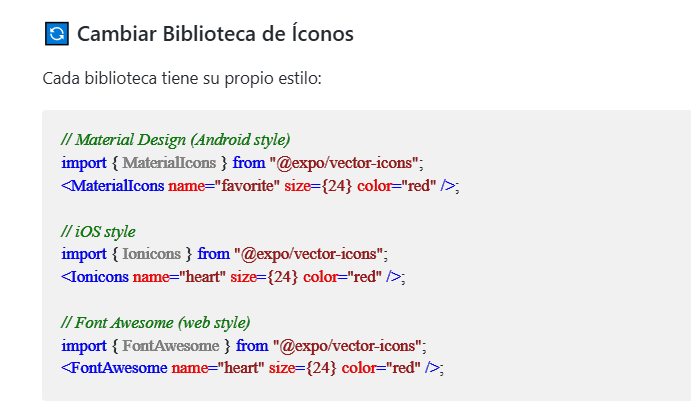 🔄 Cambiar Biblioteca de Íconos
Cada biblioteca tiene su propio estilo:
// Material Design (Android style)
import { MaterialIcons } from "@expo/vector-icons";
<MaterialIcons name="favorite" size={24} color="red" />;
// iOS style
import { Ionicons } from "@expo/vector-icons";
<Ionicons name="heart" size={24} color="red" />;
// Font Awesome (web style)
import { FontAwesome } from "@expo/vector-icons";
<FontAwesome name="heart" size={24} color="red" />;